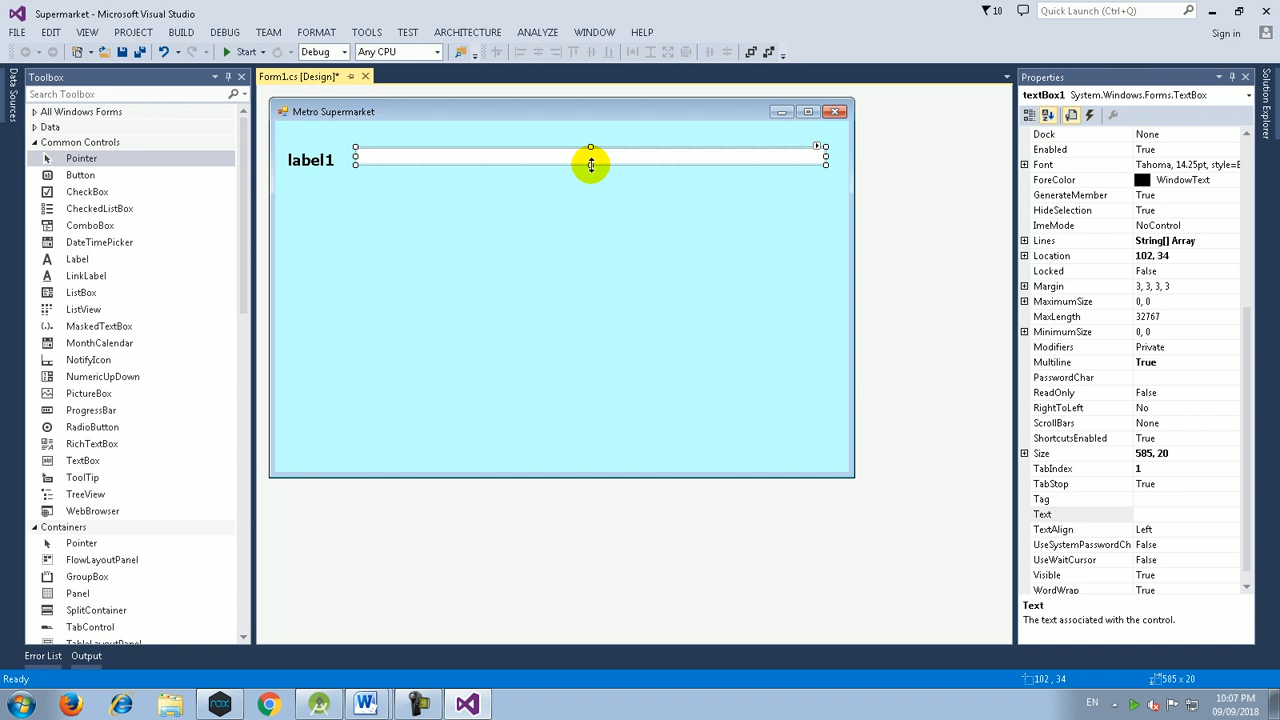 Supermarket - Microsoft Visual Studio
10
Quick Launch (Ctrl+Q)
FILE EDIT VIEW PROJECT BUILD DEBUG TEAM FORMAT TOOLS TEST ARCHITECTURE ANALYZE WINDOW HELP
Sign in
Start Debug Any CPU
Data Sources
Toolbox
Search Toolbox
All Windows Forms
Data
Common Controls
Pointer
Button
CheckBox
CheckedListBox
ComboBox
DateTimePicker
Label
LinkLabel
ListBox
ListView
MaskedTextBox
MonthCalendar
NotifyIcon
NumericUpDown
PictureBox
ProgressBar
RadioButton
RichTextBox
TextBox
ToolTip
TreeView
WebBrowser
Containers
Pointer
FlowLayoutPanel
GroupBox
Panel
SplitContainer
TabControl
TableLayoutPanel
Form1.cs [Design]*
Metro Supermarket
label1
Properties
textBox1 System.Windows.Forms.TextBox
Dock None
Enabled True
Font Tahoma, 14.25pt, style=B
ForeColor WindowText
GenerateMember True
HideSelection True
ImeMode NoControl
Lines String[] Array
Location 102, 34
Locked False
Margin 3, 3, 3, 3
MaximumSize 0, 0
MaxLength 32767
MinimumSize 0, 0
Modifiers Private
Multiline True
PasswordChar
ReadOnly False
RightToLeft No
ScrollBars None
ShortcutsEnabled True
Size 585, 20
TabIndex 1
TabStop True
Tag
Text
TextAlign Left
UseSystemPasswordCh False
UseWaitCursor False
Visible True
WordWrap True
Text
The text associated with the control.
Solution Explorer
Error List Output
Ready
102 , 34
585 x 20
nox
EN
10:07 PM
09/09/2018